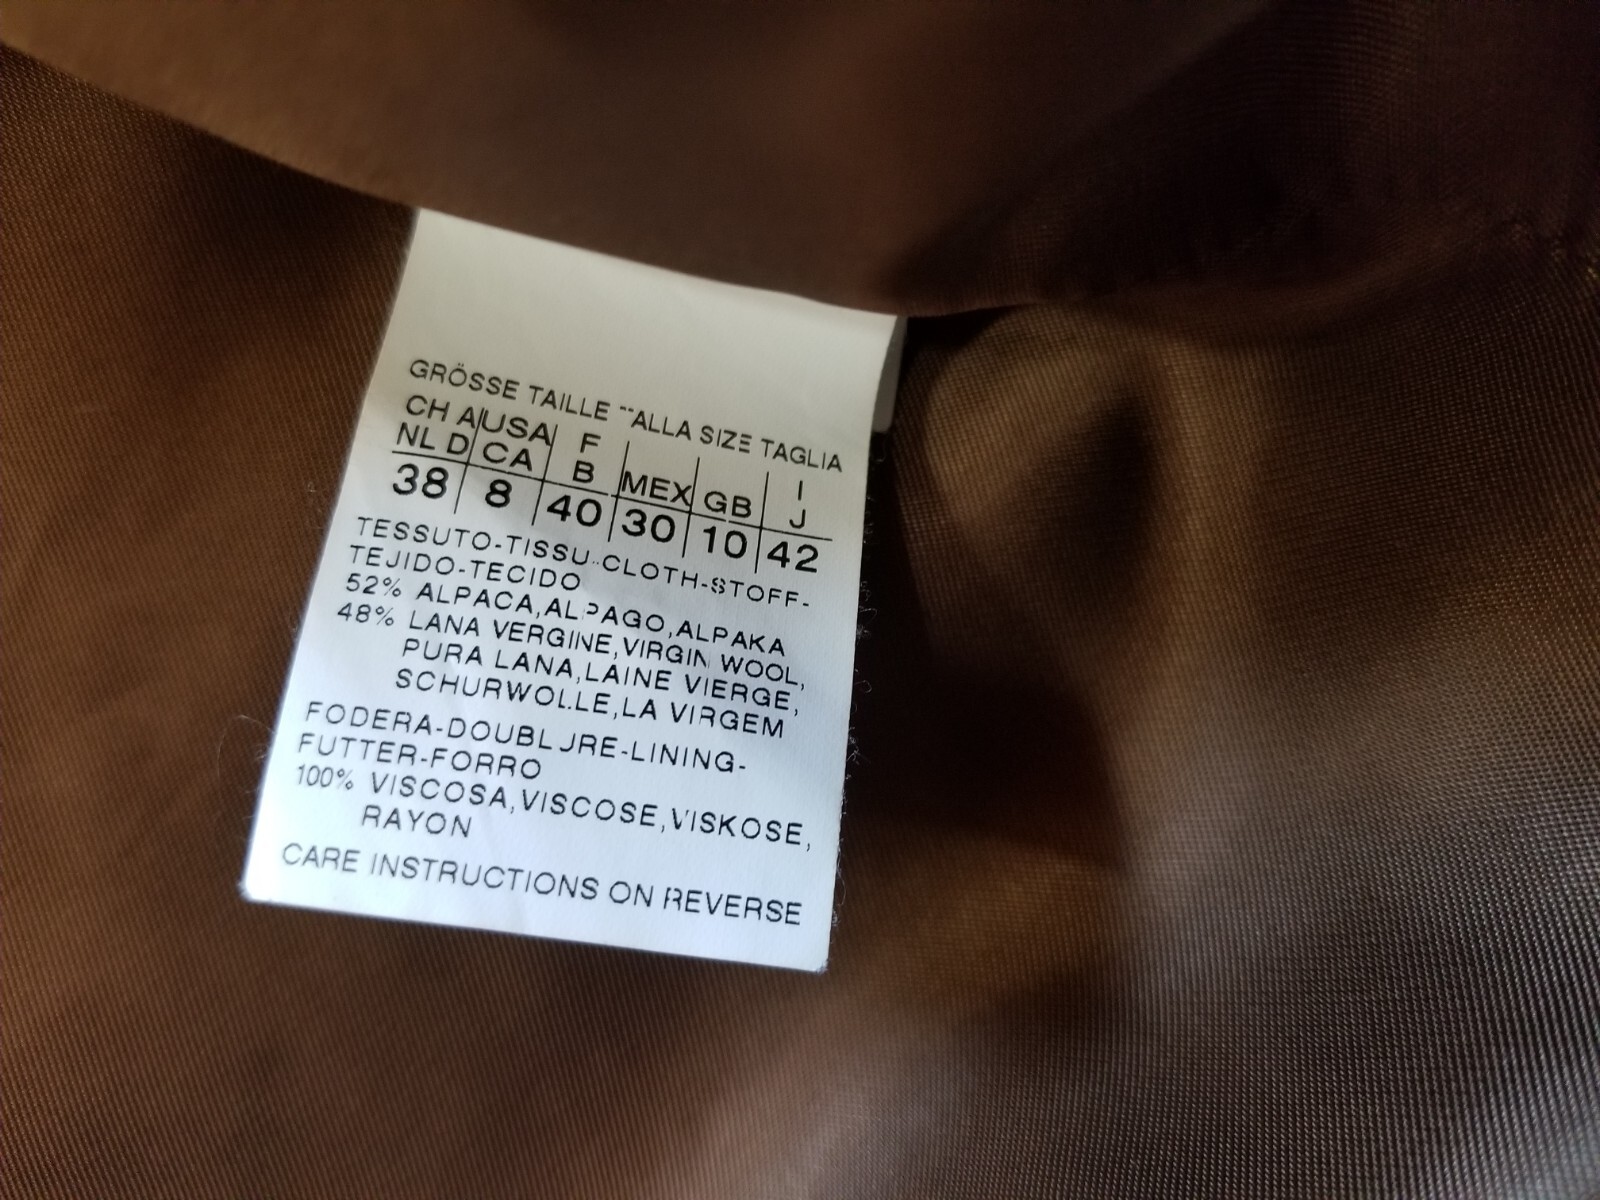 GRÖSSE TAILLE TALLA SIZE TAGLIA
CH A USA F
NL D CA B MEX GB I J
38 8 40 30 10 42
TESSUTO-TISSU-CLOTH-STOFF-
TEJIDO-TECIDO
52% ALPACA,ALPAGO,ALPAKA
48% LANA VERGINE,VIRGIN WOOL,
PURA LANA,LAINE VIERGE,
SCHURWOLLE,LA VIRGEM
FODERA-DOUBLURE-LINING-
FUTTER-FORRO
100% VISCOSA,VISCOSE,VISKOSE,
RAYON
CARE INSTRUCTIONS ON REVERSE